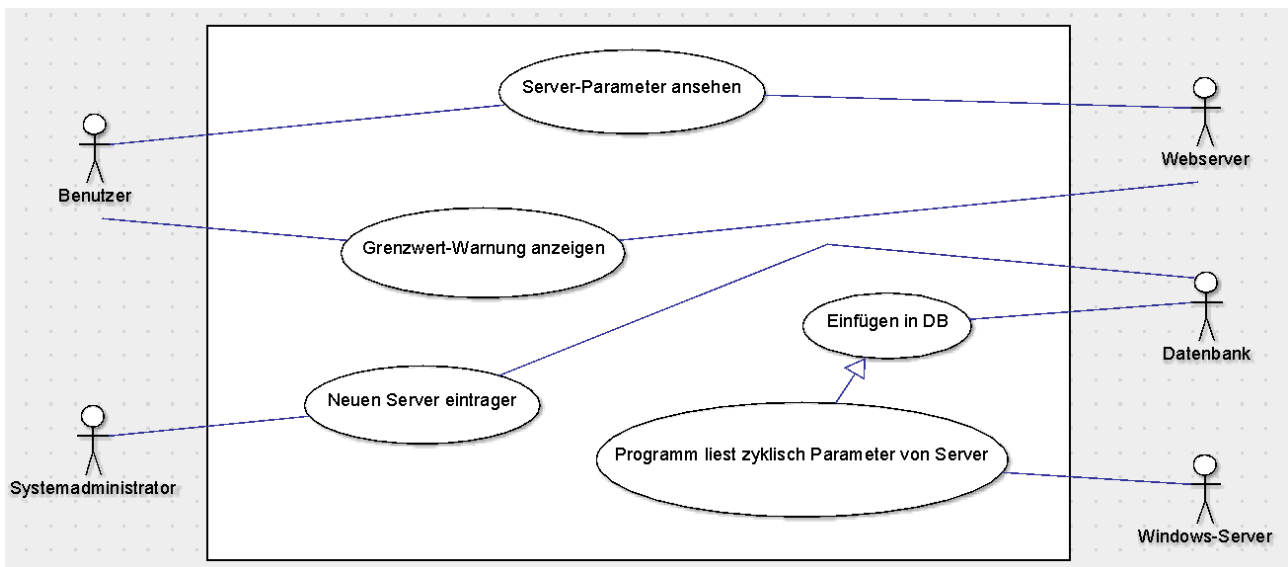 Server-Parameter ansehen
Webserver
Benutzer
Grenzwert-Warnung anzeigen
Einfügen in DB
Datenbank
Neuen Server eintrager
Programm liest zyklisch Parameter von Server
Systemadministrator
Windows-Server